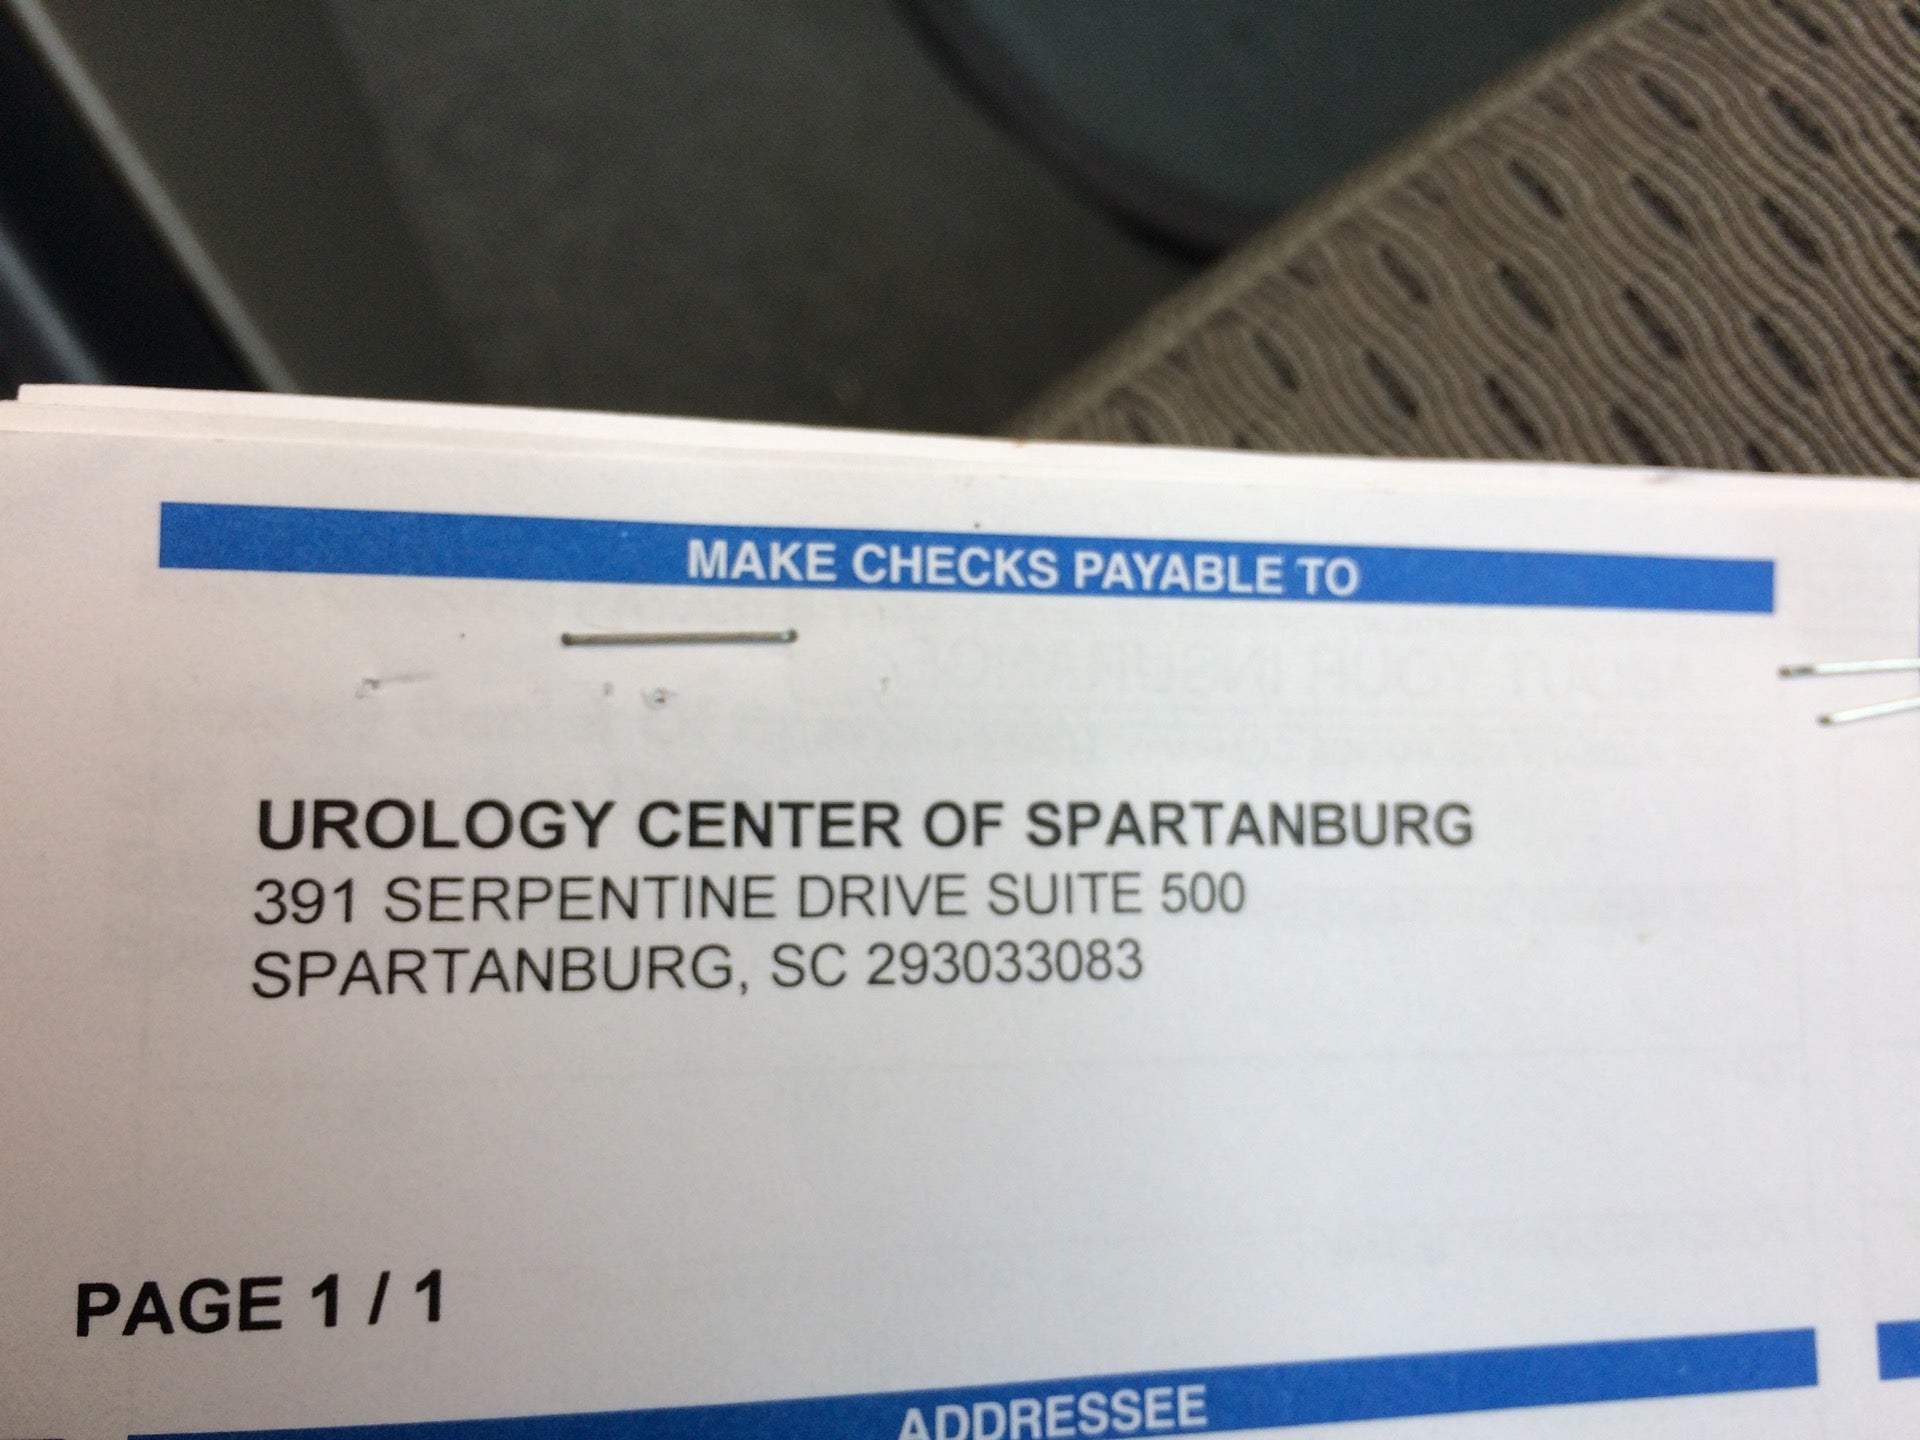 MAKE CHECKS PAYABLE TO
UROLOGY CENTER OF SPARTANBURG
391 SERPENTINE DRIVE SUITE 500
SPARTANBURG, SC 293033083
PAGE 1 / 1
ADDRESSEE